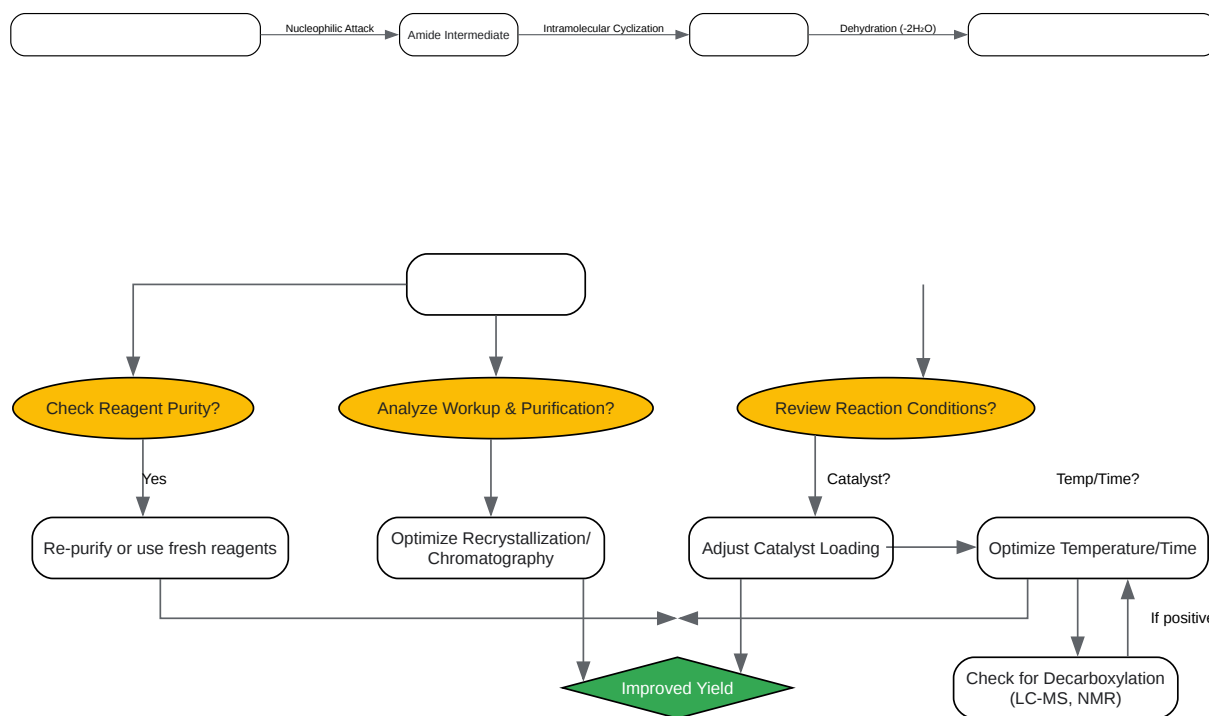 Nucleophilic Attack
Amide Intermediate
Intramolecular Cyclization
Dehydration (-2H₂O)
Check Reagent Purity?
Analyze Workup & Purification?
Review Reaction Conditions?
Yes
Catalyst?
Temp/Time?
Re-purify or use fresh reagents
Optimize Recrystallization/
Chromatography
Adjust Catalyst Loading
Optimize Temperature/Time
If positive
Improved Yield
Check for Decarboxylation
(LC-MS, NMR)